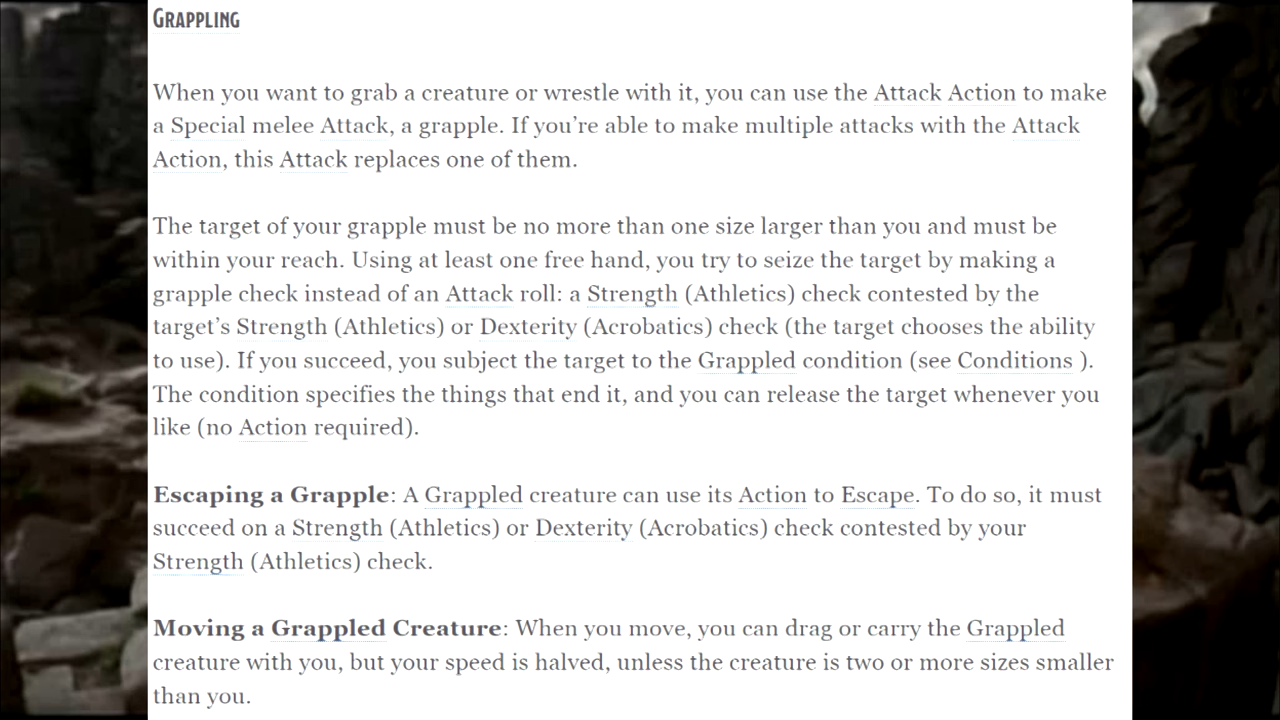 GRAPPLING
When you want to grab a creature or wrestle with it, you can use the Attack Action to make
a Special melee Attack, a grapple. If you’re able to make multiple attacks with the Attack
Action, this Attack replaces one of them.
The target of your grapple must be no more than one size larger than you and must be
within your reach. Using at least one free hand, you try to seize the target by making a
grapple check instead of an Attack roll: a Strength (Athletics) check contested by the
target’s Strength (Athletics) or Dexterity (Acrobatics) check (the target chooses the ability
to use). If you succeed, you subject the target to the Grappled condition (see Conditions ).
The condition specifies the things that end it, and you can release the target whenever you
like (no Action required).
Escaping a Grapple: A Grappled creature can use its Action to Escape. To do so, it must
succeed on a Strength (Athletics) or Dexterity (Acrobatics) check contested by your
Strength (Athletics) check.
Moving a Grappled Creature: When you move, you can drag or carry the Grappled
creature with you, but your speed is halved, unless the creature is two or more sizes smaller
than you.